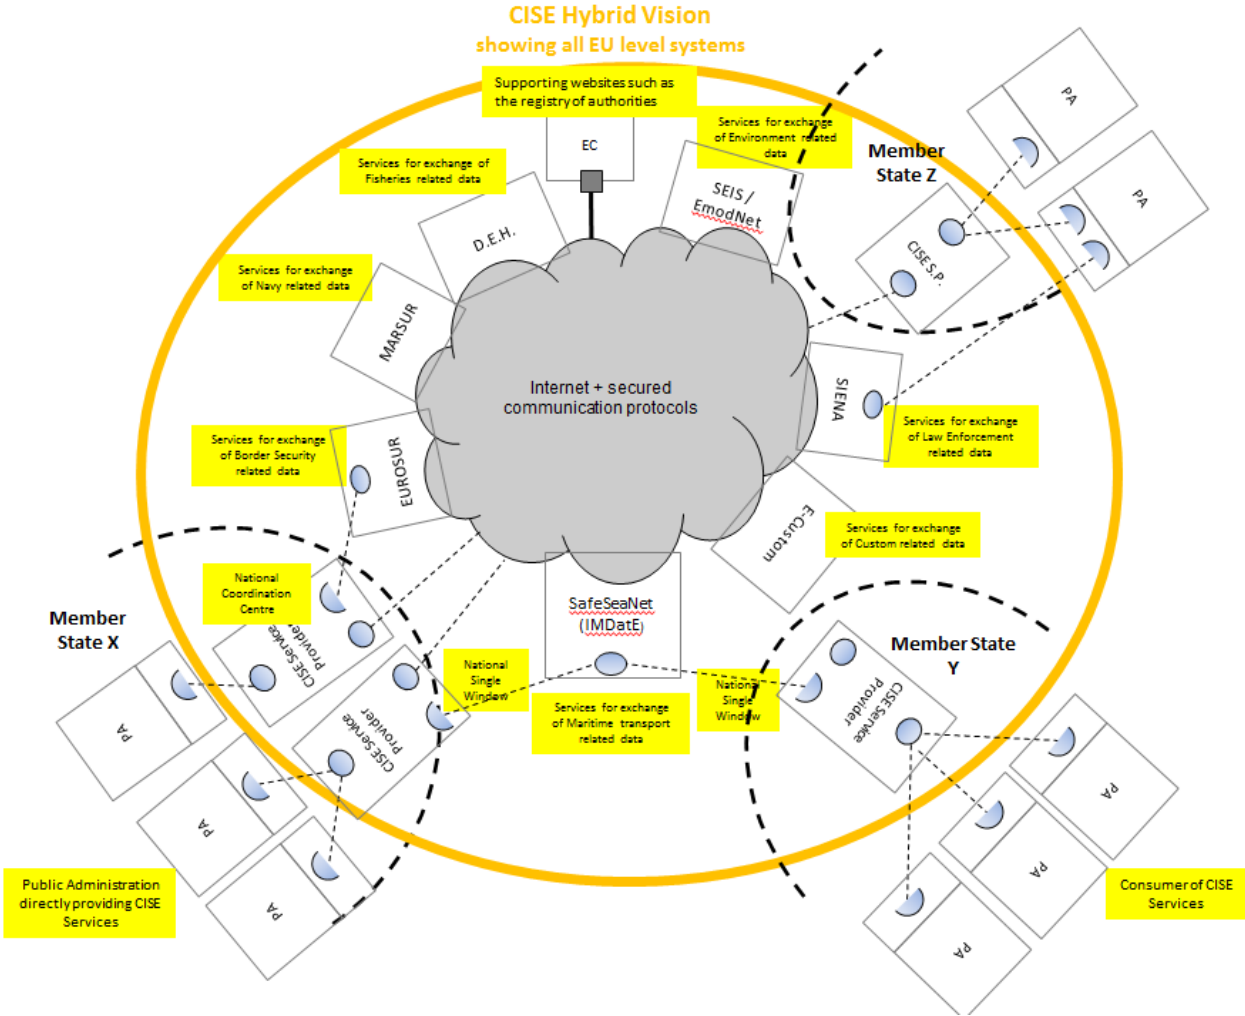 CISE Hybrid Vision
showing all EU level systems
Supporting websites such as
the registry of authorities
EC
Services for exchange
of Environment related
data
Services for exchange of
Fisheries related data
D.E.H.
SEIS /
EmodNet
Member
State Z
PA
PA
CISE S.P.
Services for exchange
of Navy related data
MARSUR
Internet + secured
communication protocols
SIENA
Services for exchange
of Law Enforcement
related data
Services for exchange
of Border Security
related data
EUROSUR
E-Custom
Services for exchange
of Custom related data
National
Coordination
Centre
Member
State X
CISE Service
Provider
SafeSeaNet
(IMDatE)
National
Single
Window
CISE Service
Provider
Services for exchange
of Maritime transport
related data
National
Single
Window
Member State
Y
CISE Service
Provider
PA
PA
PA
Public Administration
directly providing CISE
Services
PA
PA
PA
Consumer of CISE
Services